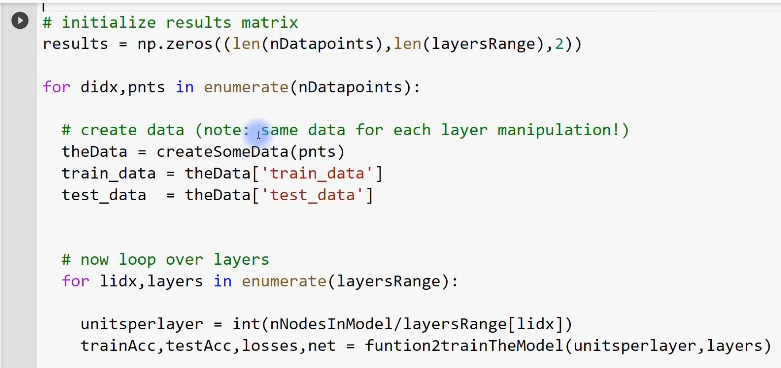 # initialize results matrix
results = np.zeros((len(nDatapoints),len(layersRange),2))
for didx,pnts in enumerate(nDatapoints):
# create data (note: same data for each layer manipulation!)
theData = createSomeData(pnts)
train_data = theData['train_data']
test_data  = theData['test_data']
# now loop over layers
for lidx,layers in enumerate(layersRange):
unitsperlayer = int(nNodesInModel/layersRange[lidx])
trainAcc,testAcc,losses,net = funtion2trainTheModel(unitsperlayer,layers)